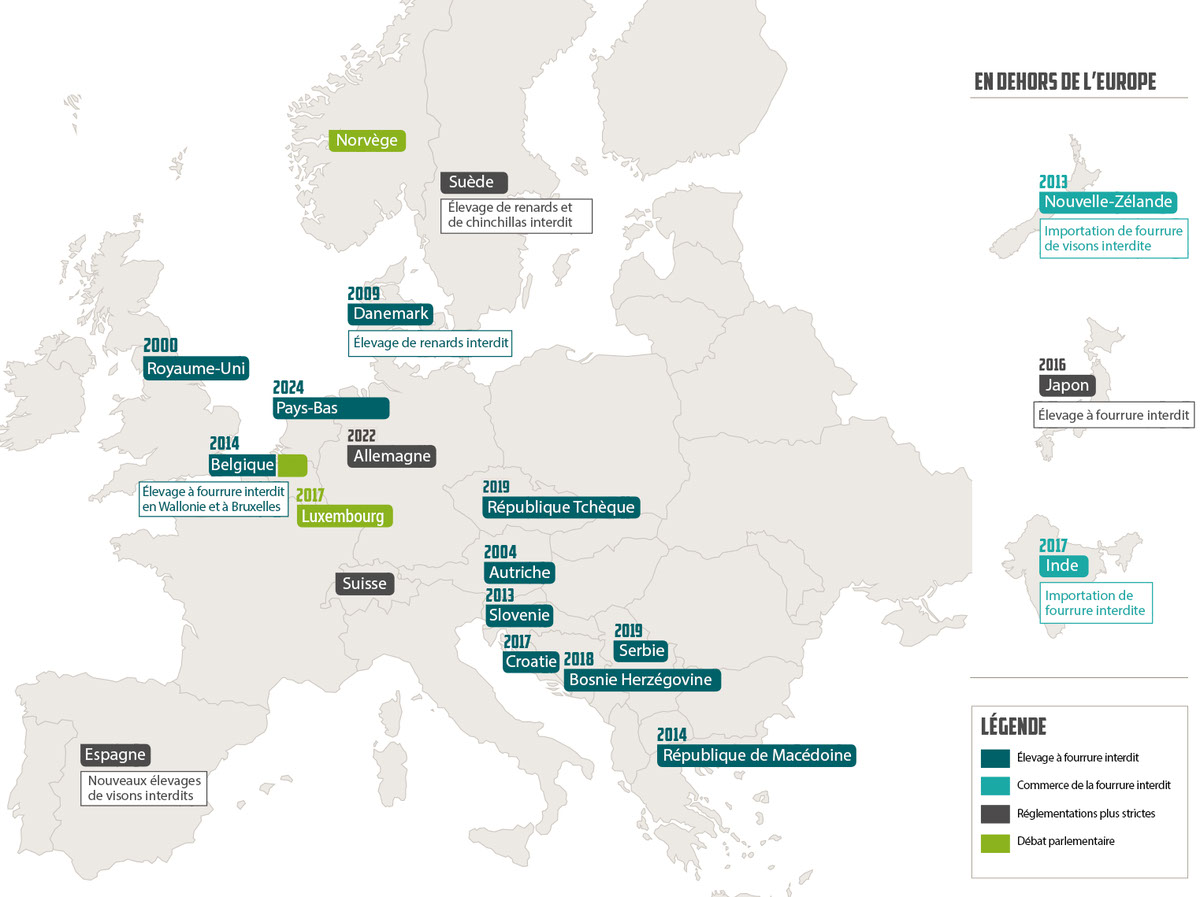 EN DEHORS DE L'EUROPE
Norvège
Suède
Élevage de renards et
de chinchillas interdit
2013
Nouvelle-Zélande
Importation de fourrure
de visons interdite
2009
Danemark
Élevage de renards interdit
2000
Royaume-Uni
2016
Japon
Élevage à fourrure interdit
2024
Pays-Bas
2014
Belgique
Élevage à fourrure interdit
en Wallonie et à Bruxelles
2022
Allemagne
2017
Luxembourg
2019
République Tchèque
2004
Autriche
2017
Inde
Importation de
fourrure interdite
Suisse
2013
Slovenie
2017
Croatie
2019
Serbie
2018
Bosnie Herzégovine
2014
République de Macédoine
Espagne
Nouveaux élevages
de visons interdits
LÉGENDE
Élevage à fourrure interdit
Commerce de la fourrure interdit
Réglementations plus strictes
Débat parlementaire